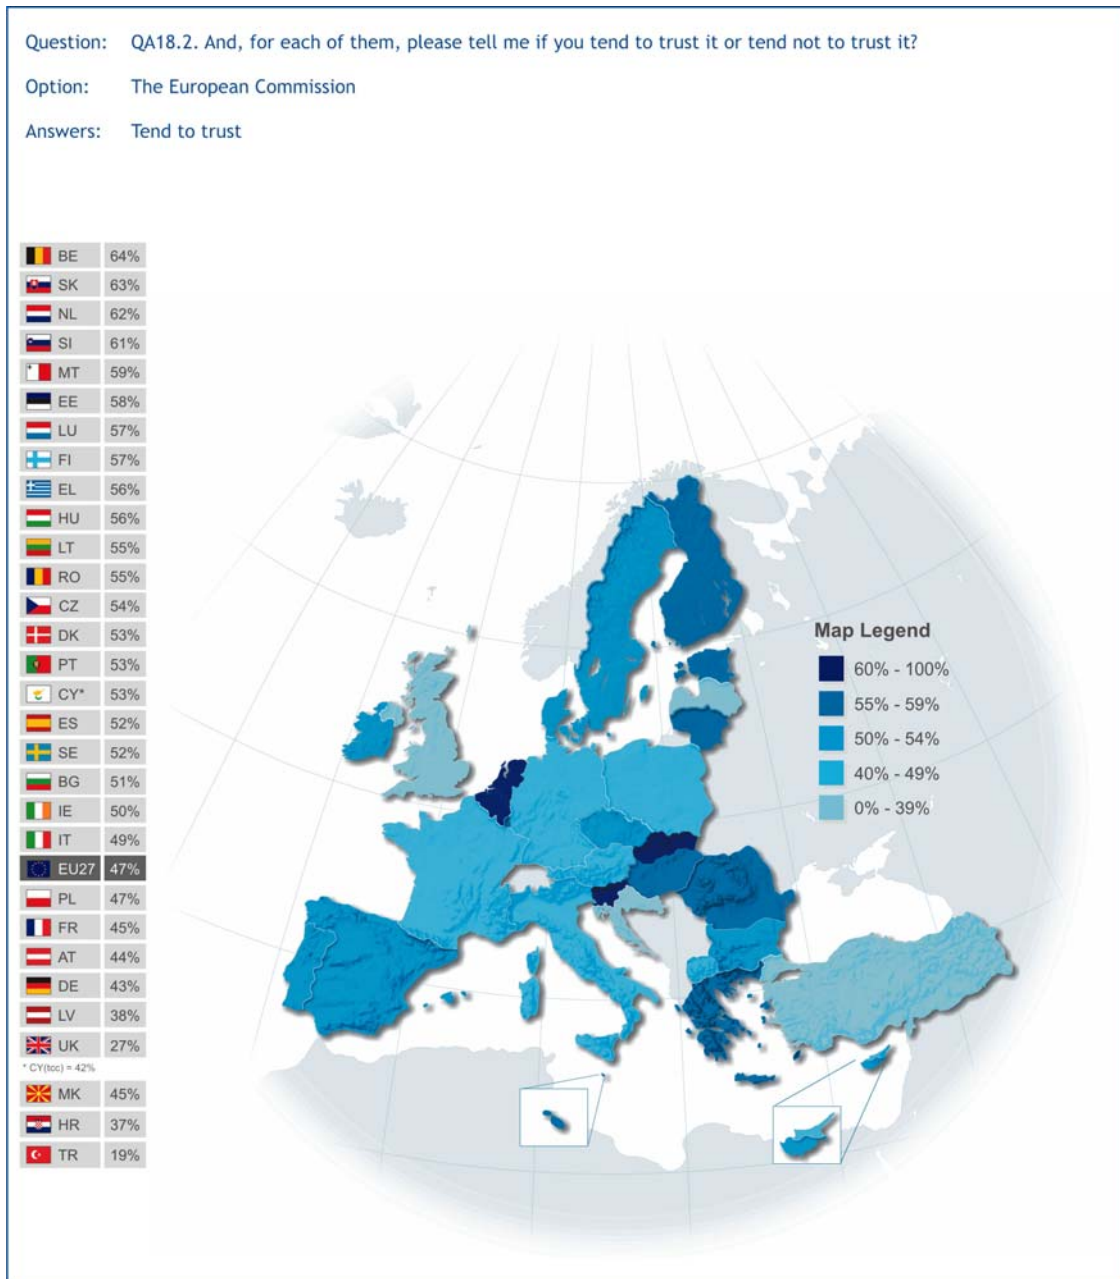 Question: QA18.2. And, for each of them, please tell me if you tend to trust it or tend not to trust it?
Option: The European Commission
Answers: Tend to trust
BE 64%
SK 63%
NL 62%
SI 61%
MT 59%
EE 58%
LU 57%
FI 57%
EL 56%
HU 56%
LT 55%
RO 55%
CZ 54%
DK 53%
PT 53%
CY* 53%
ES 52%
SE 52%
BG 51%
IE 50%
IT 49%
EU27 47%
PL 47%
FR 45%
AT 44%
DE 43%
LV 38%
UK 27%
* CY(tcc) = 42%
MK 45%
HR 37%
TR 19%
Map Legend
60% - 100%
55% - 59%
50% - 54%
40% - 49%
0% - 39%